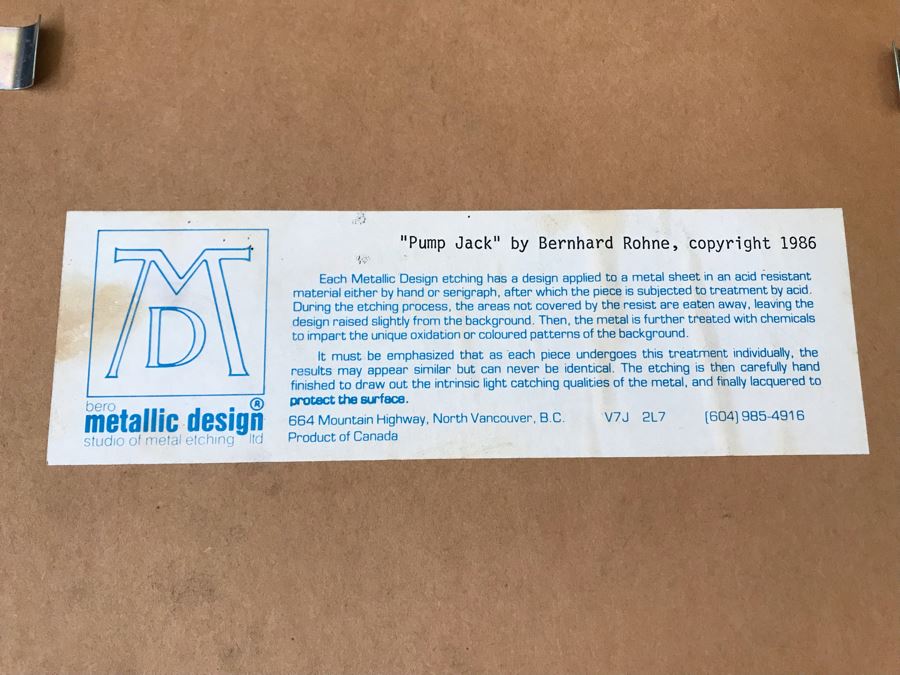 "Pump Jack" by Bernhard Rohne, copyright 1986
Each Metallic Design etching has a design applied to a metal sheet in an acid resistant
material either by hand or serigraph, after which the piece is subjected to treatment by acid.
During the etching process, the areas not covered by the resist are eaten away, leaving the
design raised slightly from the background. Then, the metal is further treated with chemicals
to impart the unique oxidation or coloured patterns of the background.
It must be emphasized that as each piece undergoes this treatment individually, the
results may appear similar but can never be identical. The etching is then carefully hand
finished to draw out the intrinsic light catching qualities of the metal, and finally lacquered to
protect the surface.
664 Mountain Highway, North Vancouver, B.C. V7J 2L7 (604) 985-4916
Product of Canada
MD
bero
metallic design®
studio of metal etching ltd